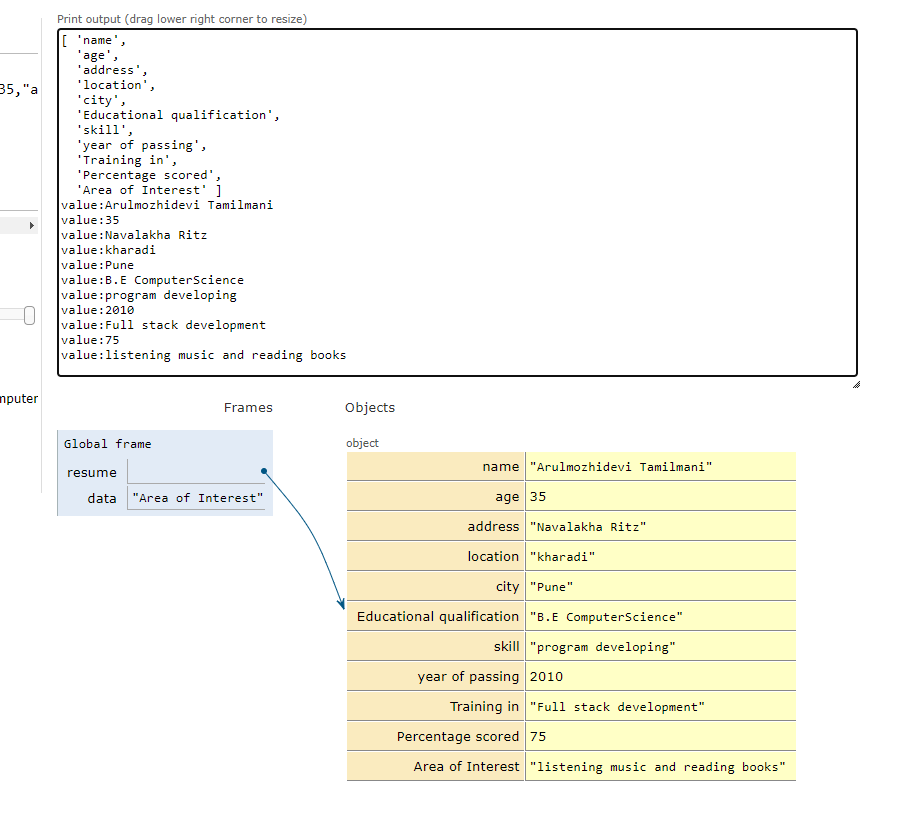 Print output (drag lower right corner to resize)
[ 'name',
'age',
35,"a
'address',
'location',
'city',
'Educational qualification',
'skill',
'year of passing',
'Training in',
'Percentage scored',
'Area of Interest' ]
value:Arulmozhidevi Tamilmani
value:35
value:Navalakha Ritz
value:kharadi
value:Pune
value:B.E ComputerScience
value:program developing
value:2010
value:Full stack development
value:75
value:listening music and reading books
mputer
Frames
Objects
Global frame
resume
data "Area of Interest"
object
name "Arulmozhidevi Tamilmani"
age 35
address "Navalakha Ritz"
location "kharadi"
city "Pune"
Educational qualification "B.E ComputerScience"
skill "program developing"
year of passing 2010
Training in "Full stack development"
Percentage scored 75
Area of Interest "listening music and reading books"